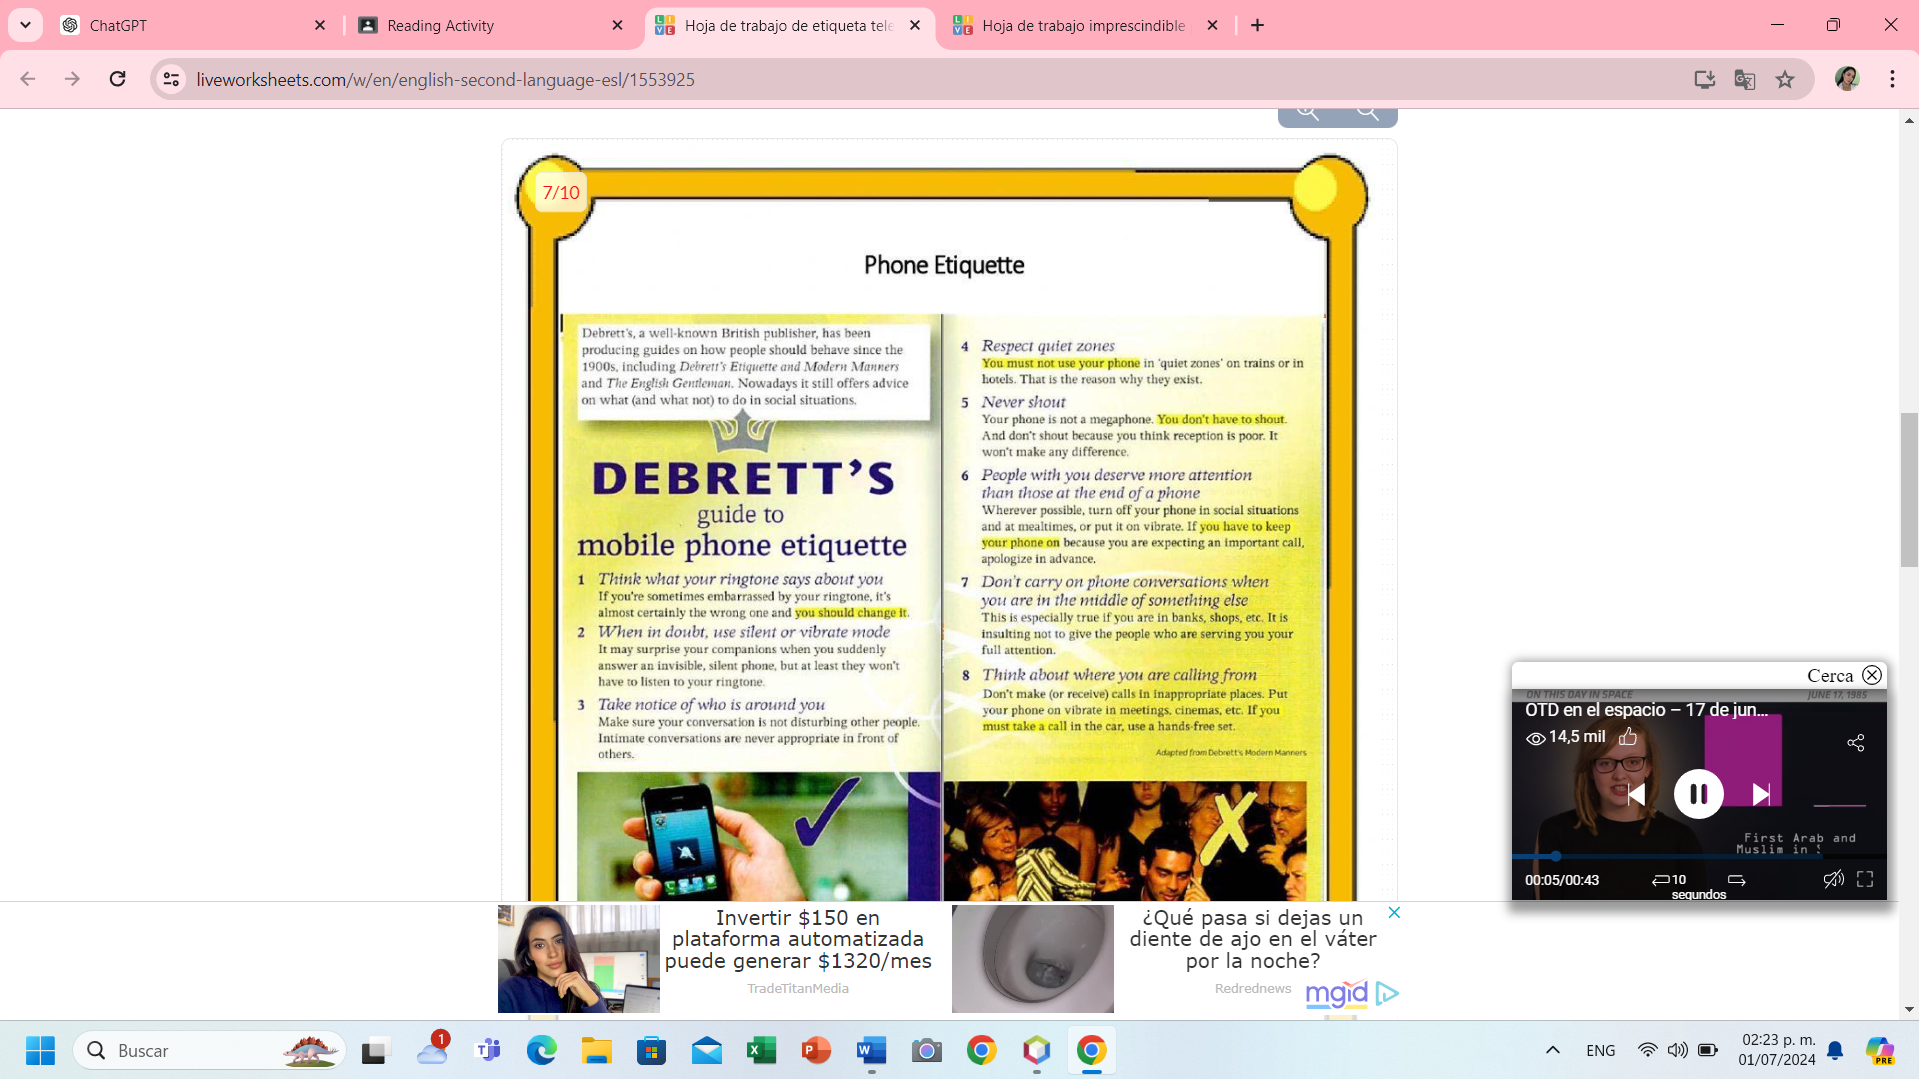 ChatGPT
Reading Activity
Hoja de trabajo de etiqueta tele
Hoja de trabajo imprescindible
liveworksheets.com/w/en/english-second-language-esl/1553925
7/10
Phone Etiquette
Debrett's, a well-known British publisher, has been
producing guides on how people should behave since the
1900s, including Debrett's Etiquette and Modern Manners
and The English Gentleman. Nowadays it still offers advice
on what (and what not) to do in social situations.
DEBRETT'S
guide to
mobile phone etiquette
1 Think what your ringtone says about you
If you're sometimes embarrassed by your ringtone, it's
almost certainly the wrong one and you should change it.
2 When in doubt, use silent or vibrate mode
It may surprise your companions when you suddenly
answer an invisible, silent phone, but at least they won't
have to listen to your ringtone.
3 Take notice of who is around you
Make sure your conversation is not disturbing other people.
Intimate conversations are never appropriate in front of
others.
4 Respect quiet zones
You must not use your phone in 'quiet zones' on trains or in
hotels. That is the reason why they exist.
5 Never shout
Your phone is not a megaphone. You don't have to shout.
And don't shout because you think reception is poor. It
won't make any difference.
6 People with you deserve more attention
than those at the end of a phone
Wherever possible, turn off your phone in social situations
and at mealtimes, or put it on vibrate. If you have to keep
your phone on because you are expecting an important call,
apologize in advance.
7 Don't carry on phone conversations when
you are in the middle of something else
This is especially true if you are in banks, shops, etc. It is
insulting not to give the people who are serving you your
full attention.
8 Think about where you are calling from
Don't make (or receive) calls in inappropriate places. Put
your phone on vibrate in meetings, cinemas, etc. If you
must take a call in the car, use a hands-free set.
Adapted from Debrett's Modern Manners
Cerca
ON THIS DAY IN SPACE
JUNE 17, 1985
OTD en el espacio – 17 de jun...
14,5 mil
First Arab and
Muslim in
00:05/00:43
10
segundos
Invertir $150 en
plataforma automatizada
puede generar $1320/mes
TradeTitanMedia
¿Qué pasa si dejas un
diente de ajo en el váter
por la noche?
Redrednews
mgid
Buscar
1
ENG
02:23 p. m.
01/07/2024
PRE